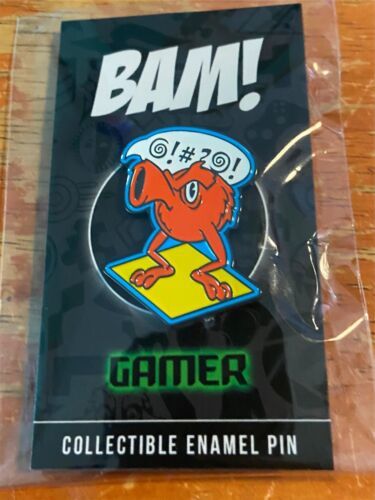 BAM!
@!#?@!
GAMER
COLLECTIBLE ENAMEL PIN